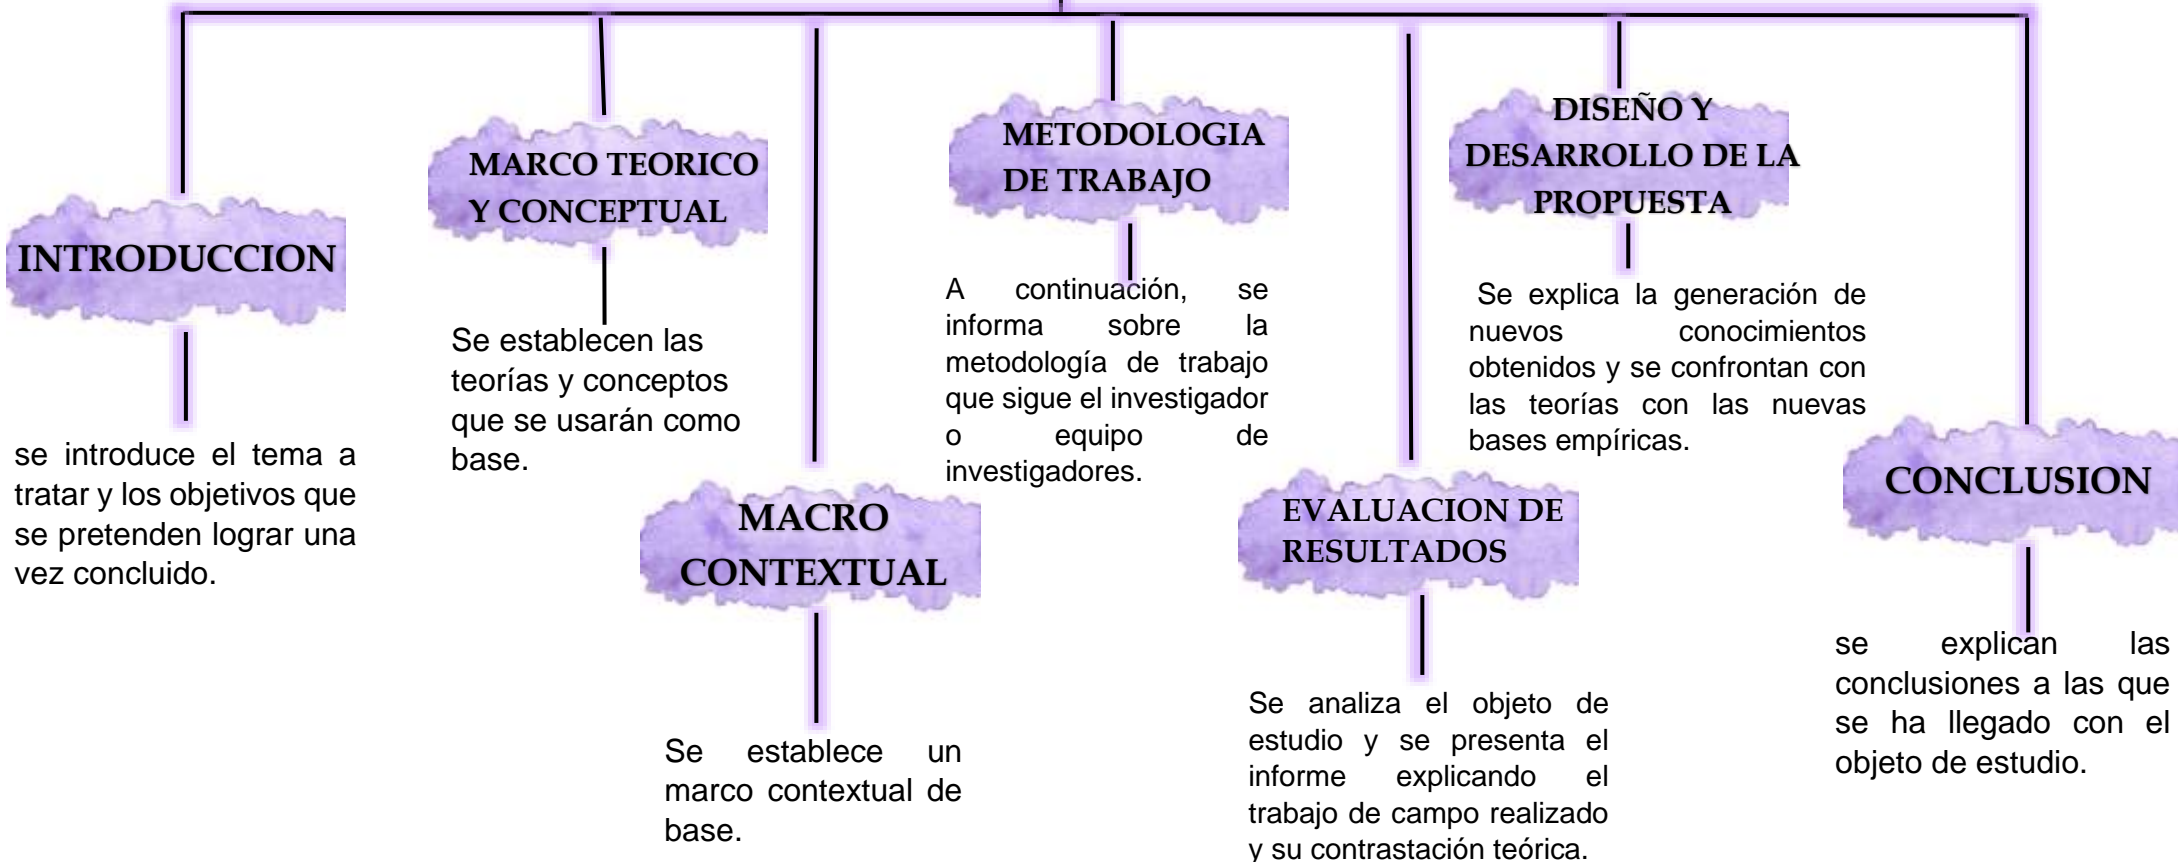 INTRODUCCION
se introduce el tema a
tratar y los objetivos que
se pretenden lograr una
vez concluido.
MARCO TEORICO
Y CONCEPTUAL
Se establecen las
teorías y conceptos
que se usarán como
base.
MACRO
CONTEXTUAL
Se establece un
marco contextual de
base.
METODOLOGIA
DE TRABAJO
A continuación, se
informa sobre la
metodología de trabajo
que sigue el investigador
o equipo de
investigadores.
EVALUACION DE
RESULTADOS
Se analiza el objeto de
estudio y se presenta el
informe explicando el
trabajo de campo realizado
y su contrastación teórica.
DISEÑO Y
DESARROLLO DE LA
PROPUESTA
Se explica la generación de
nuevos conocimientos
obtenidos y se confrontan con
las teorías con las nuevas
bases empíricas.
CONCLUSION
se explican las
conclusiones a las que
se ha llegado con el
objeto de estudio.